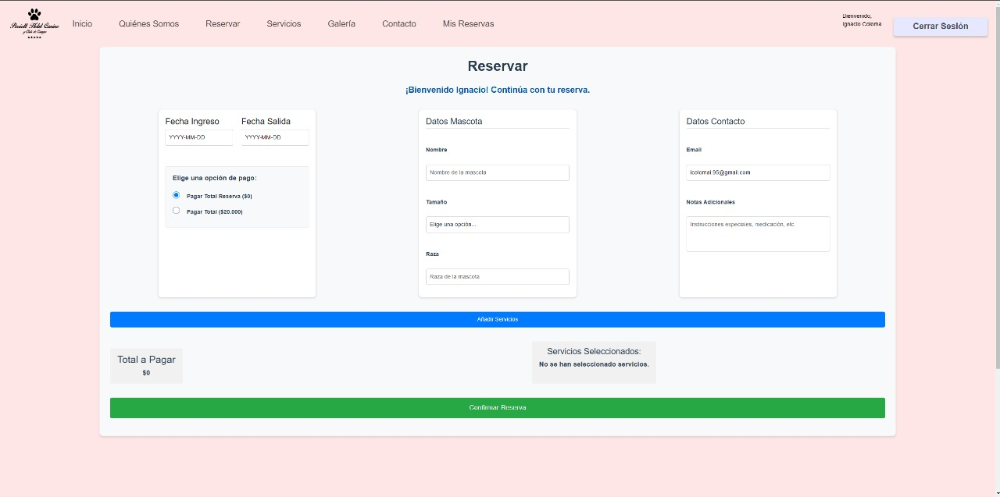 Inicio
Quiénes Somos
Reservar
Servicios
Galería
Contacto
Mis Reservas
Bienvenido,
Ignacio Coloma
Cerrar Sesión
Reservar
¡Bienvenido Ignacio! Continúa con tu reserva.
Fecha Ingreso
Fecha Salida
YYYY-MM-DD
YYYY-MM-DD
Elige una opción de pago:
Pagar Total Reserva ($0)
Pagar Total ($20.000)
Datos Mascota
Nombre
Nombre de la mascota
Tamaño
Elige una opción...
Raza
Raza de la mascota
Datos Contacto
Email
icolomal.95@gmail.com
Notas Adicionales
Instrucciones especiales, medicación, etc.
Añadir Servicios
Total a Pagar
$0
Servicios Seleccionados:
No se han seleccionado servicios.
Confirmar Reserva